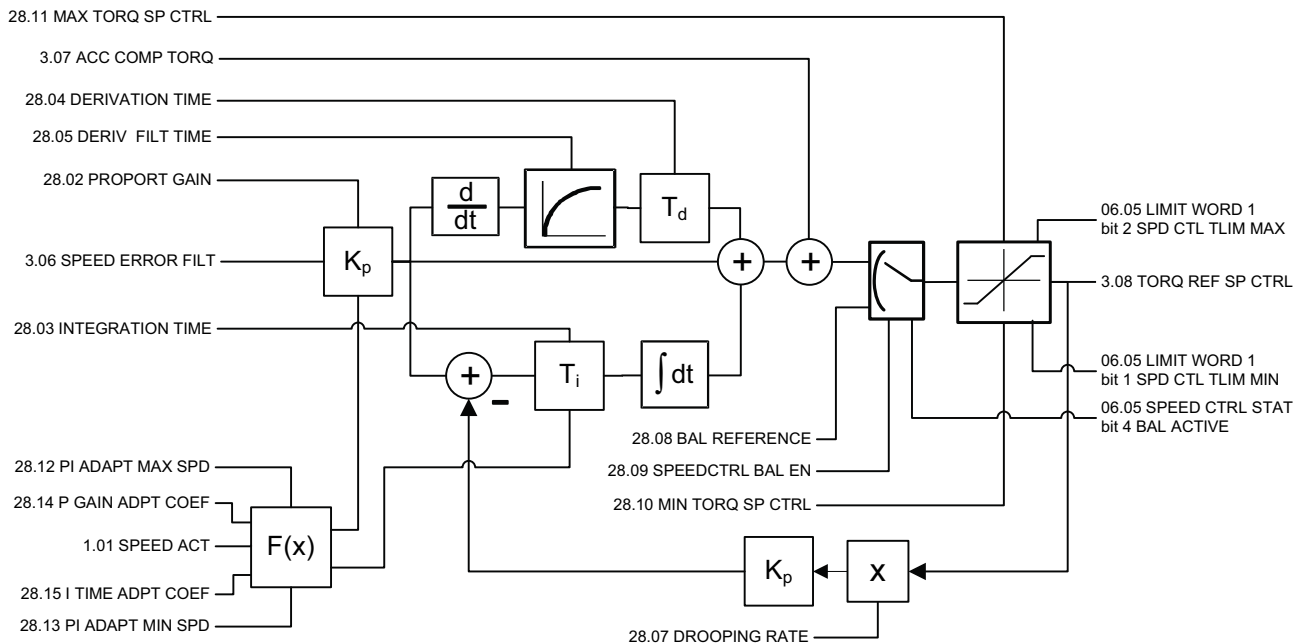 28.11 MAX TORQ SP CTRL
3.07 ACC COMP TORQ
28.04 DERIVATION TIME
28.05 DERIV FILT TIME
28.02 PROPORT GAIN
3.06 SPEED ERROR FILT
28.03 INTEGRATION TIME
28.12 PI ADAPT MAX SPD
28.14 P GAIN ADPT COEF
1.01 SPEED ACT
28.15 I TIME ADPT COEF
28.13 PI ADAPT MIN SPD
F(x)
Kp
d
dt
Td
+
+
+
-
Ti
∫dt
28.08 BAL REFERENCE
28.09 SPEEDCTRL BAL EN
28.10 MIN TORQ SP CTRL
Kp
x
28.07 DROOPING RATE
06.05 LIMIT WORD 1
bit 2 SPD CTL TLIM MAX
3.08 TORQ REF SP CTRL
06.05 LIMIT WORD 1
bit 1 SPD CTL TLIM MIN
06.05 SPEED CTRL STAT
bit 4 BAL ACTIVE